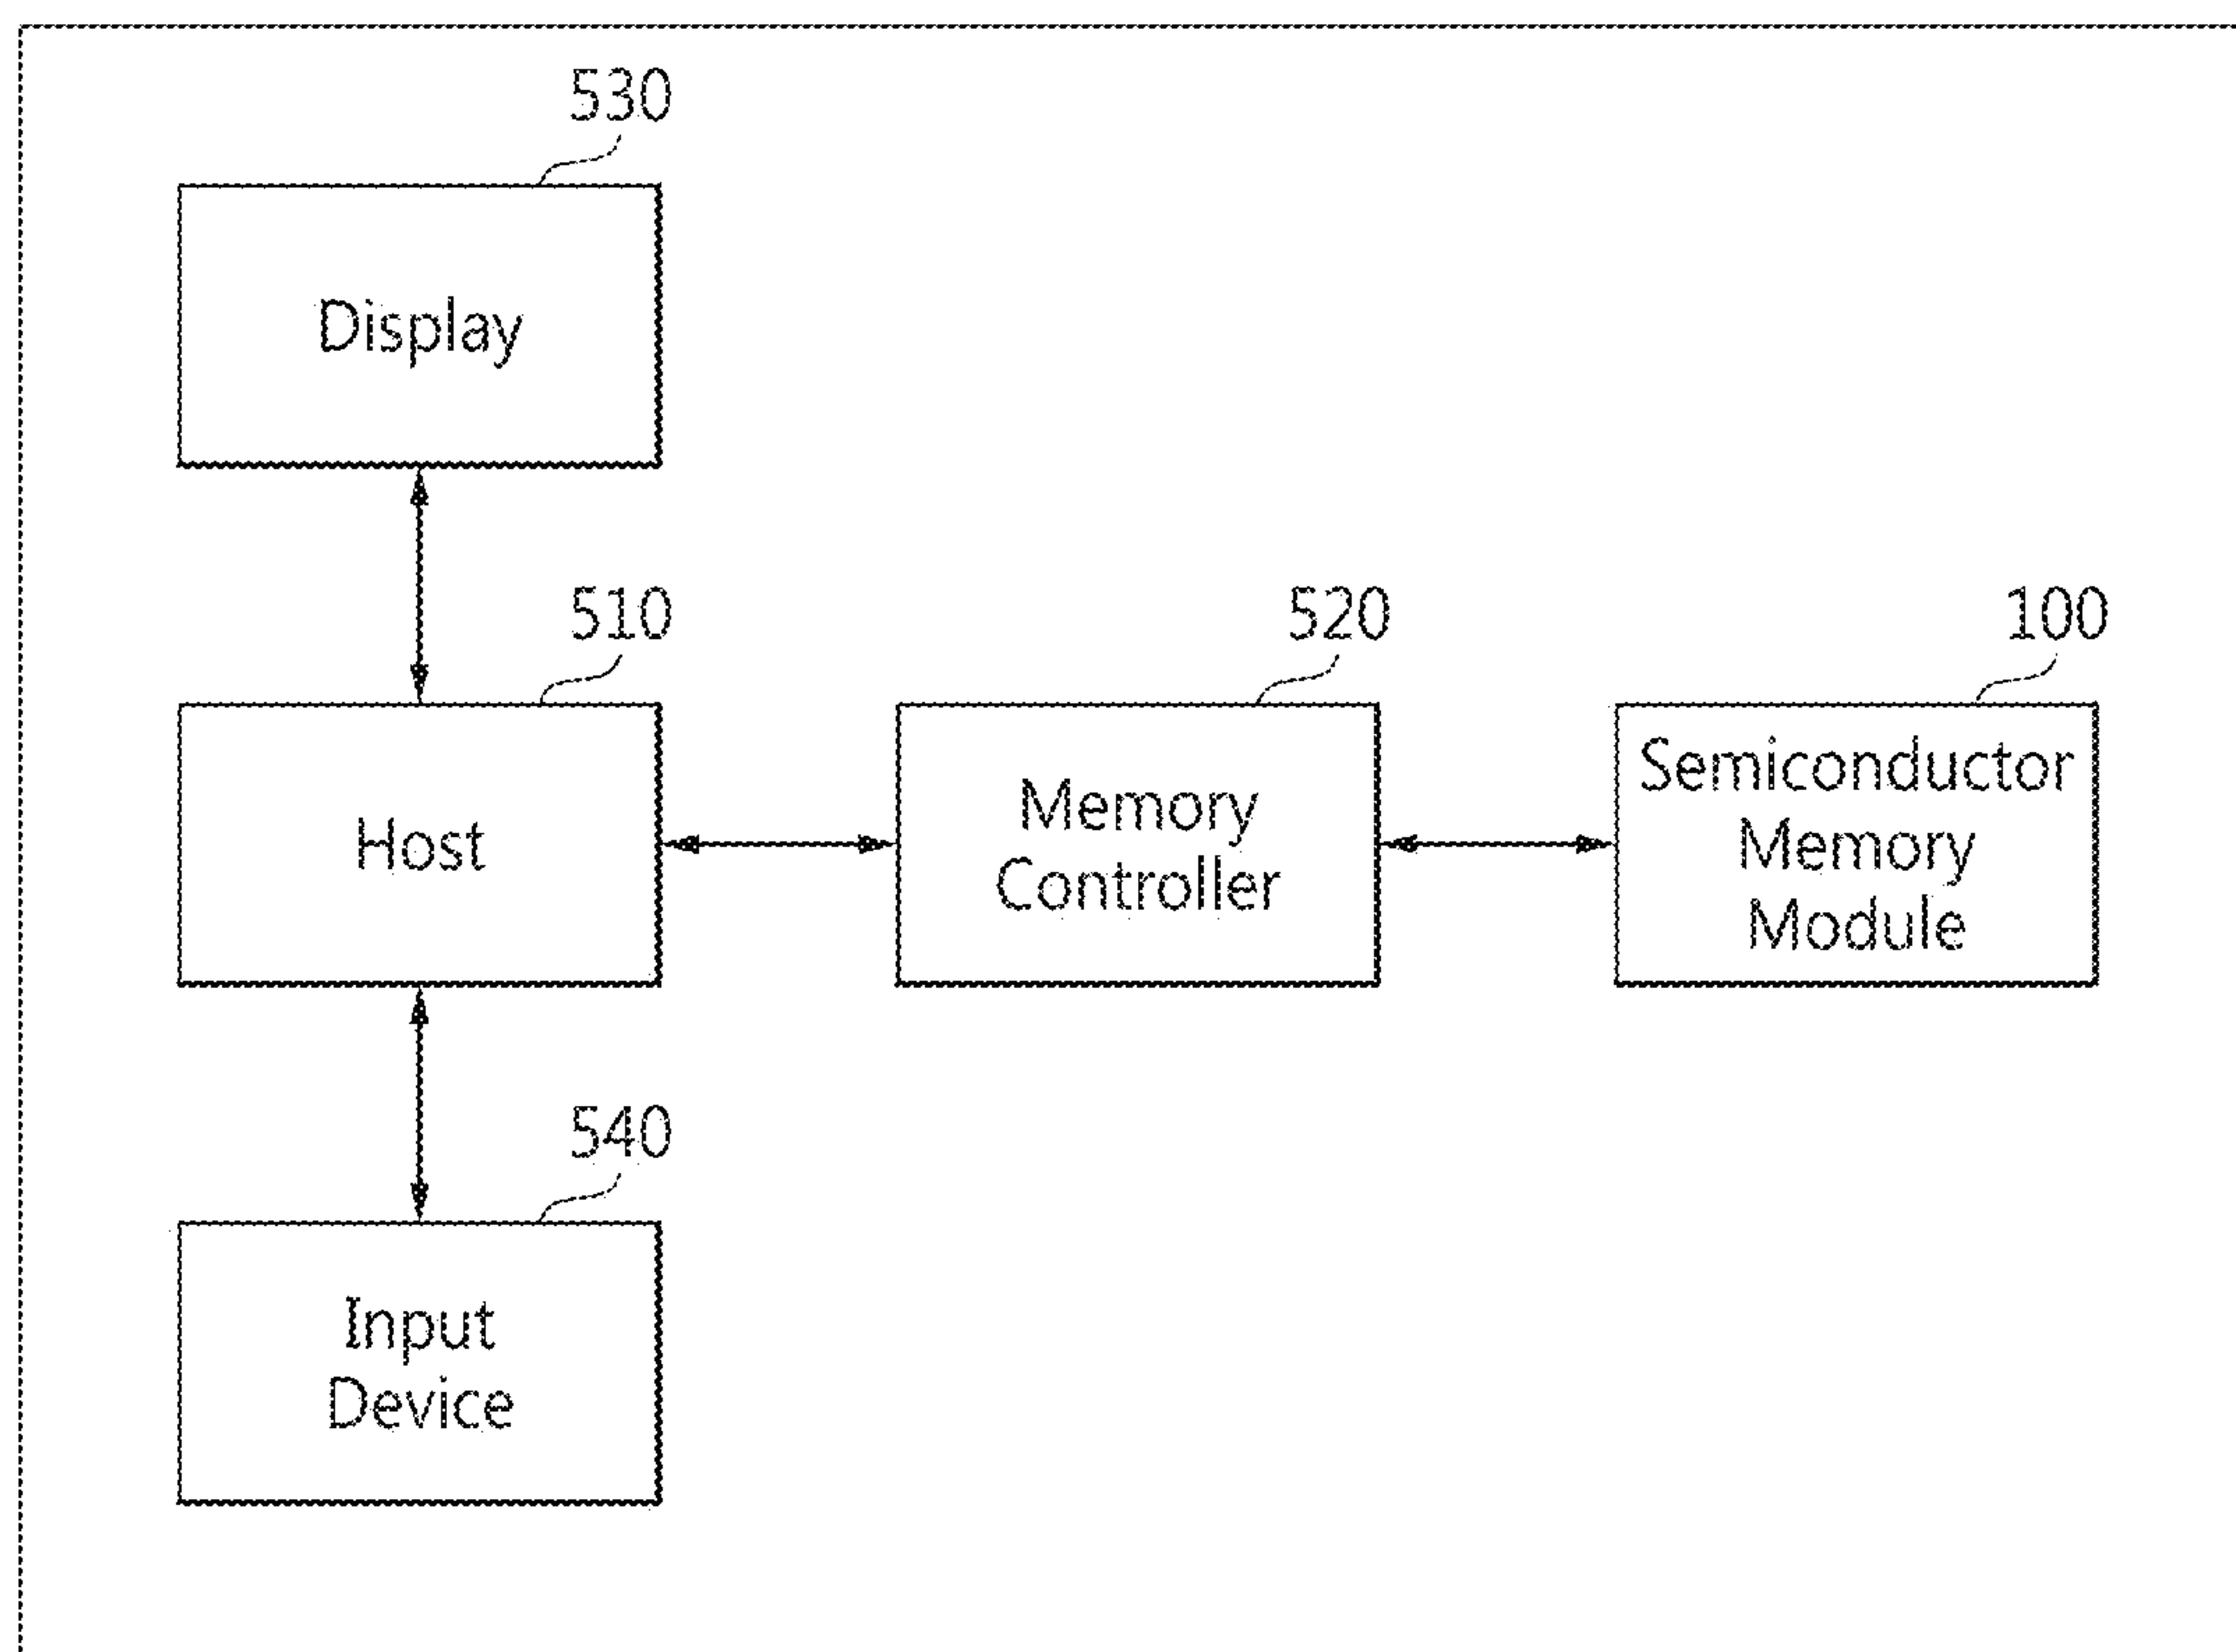 530
Display
510
520
100
Host
Memory
Controller
Semiconductor
Memory
Module
540
Input
Device